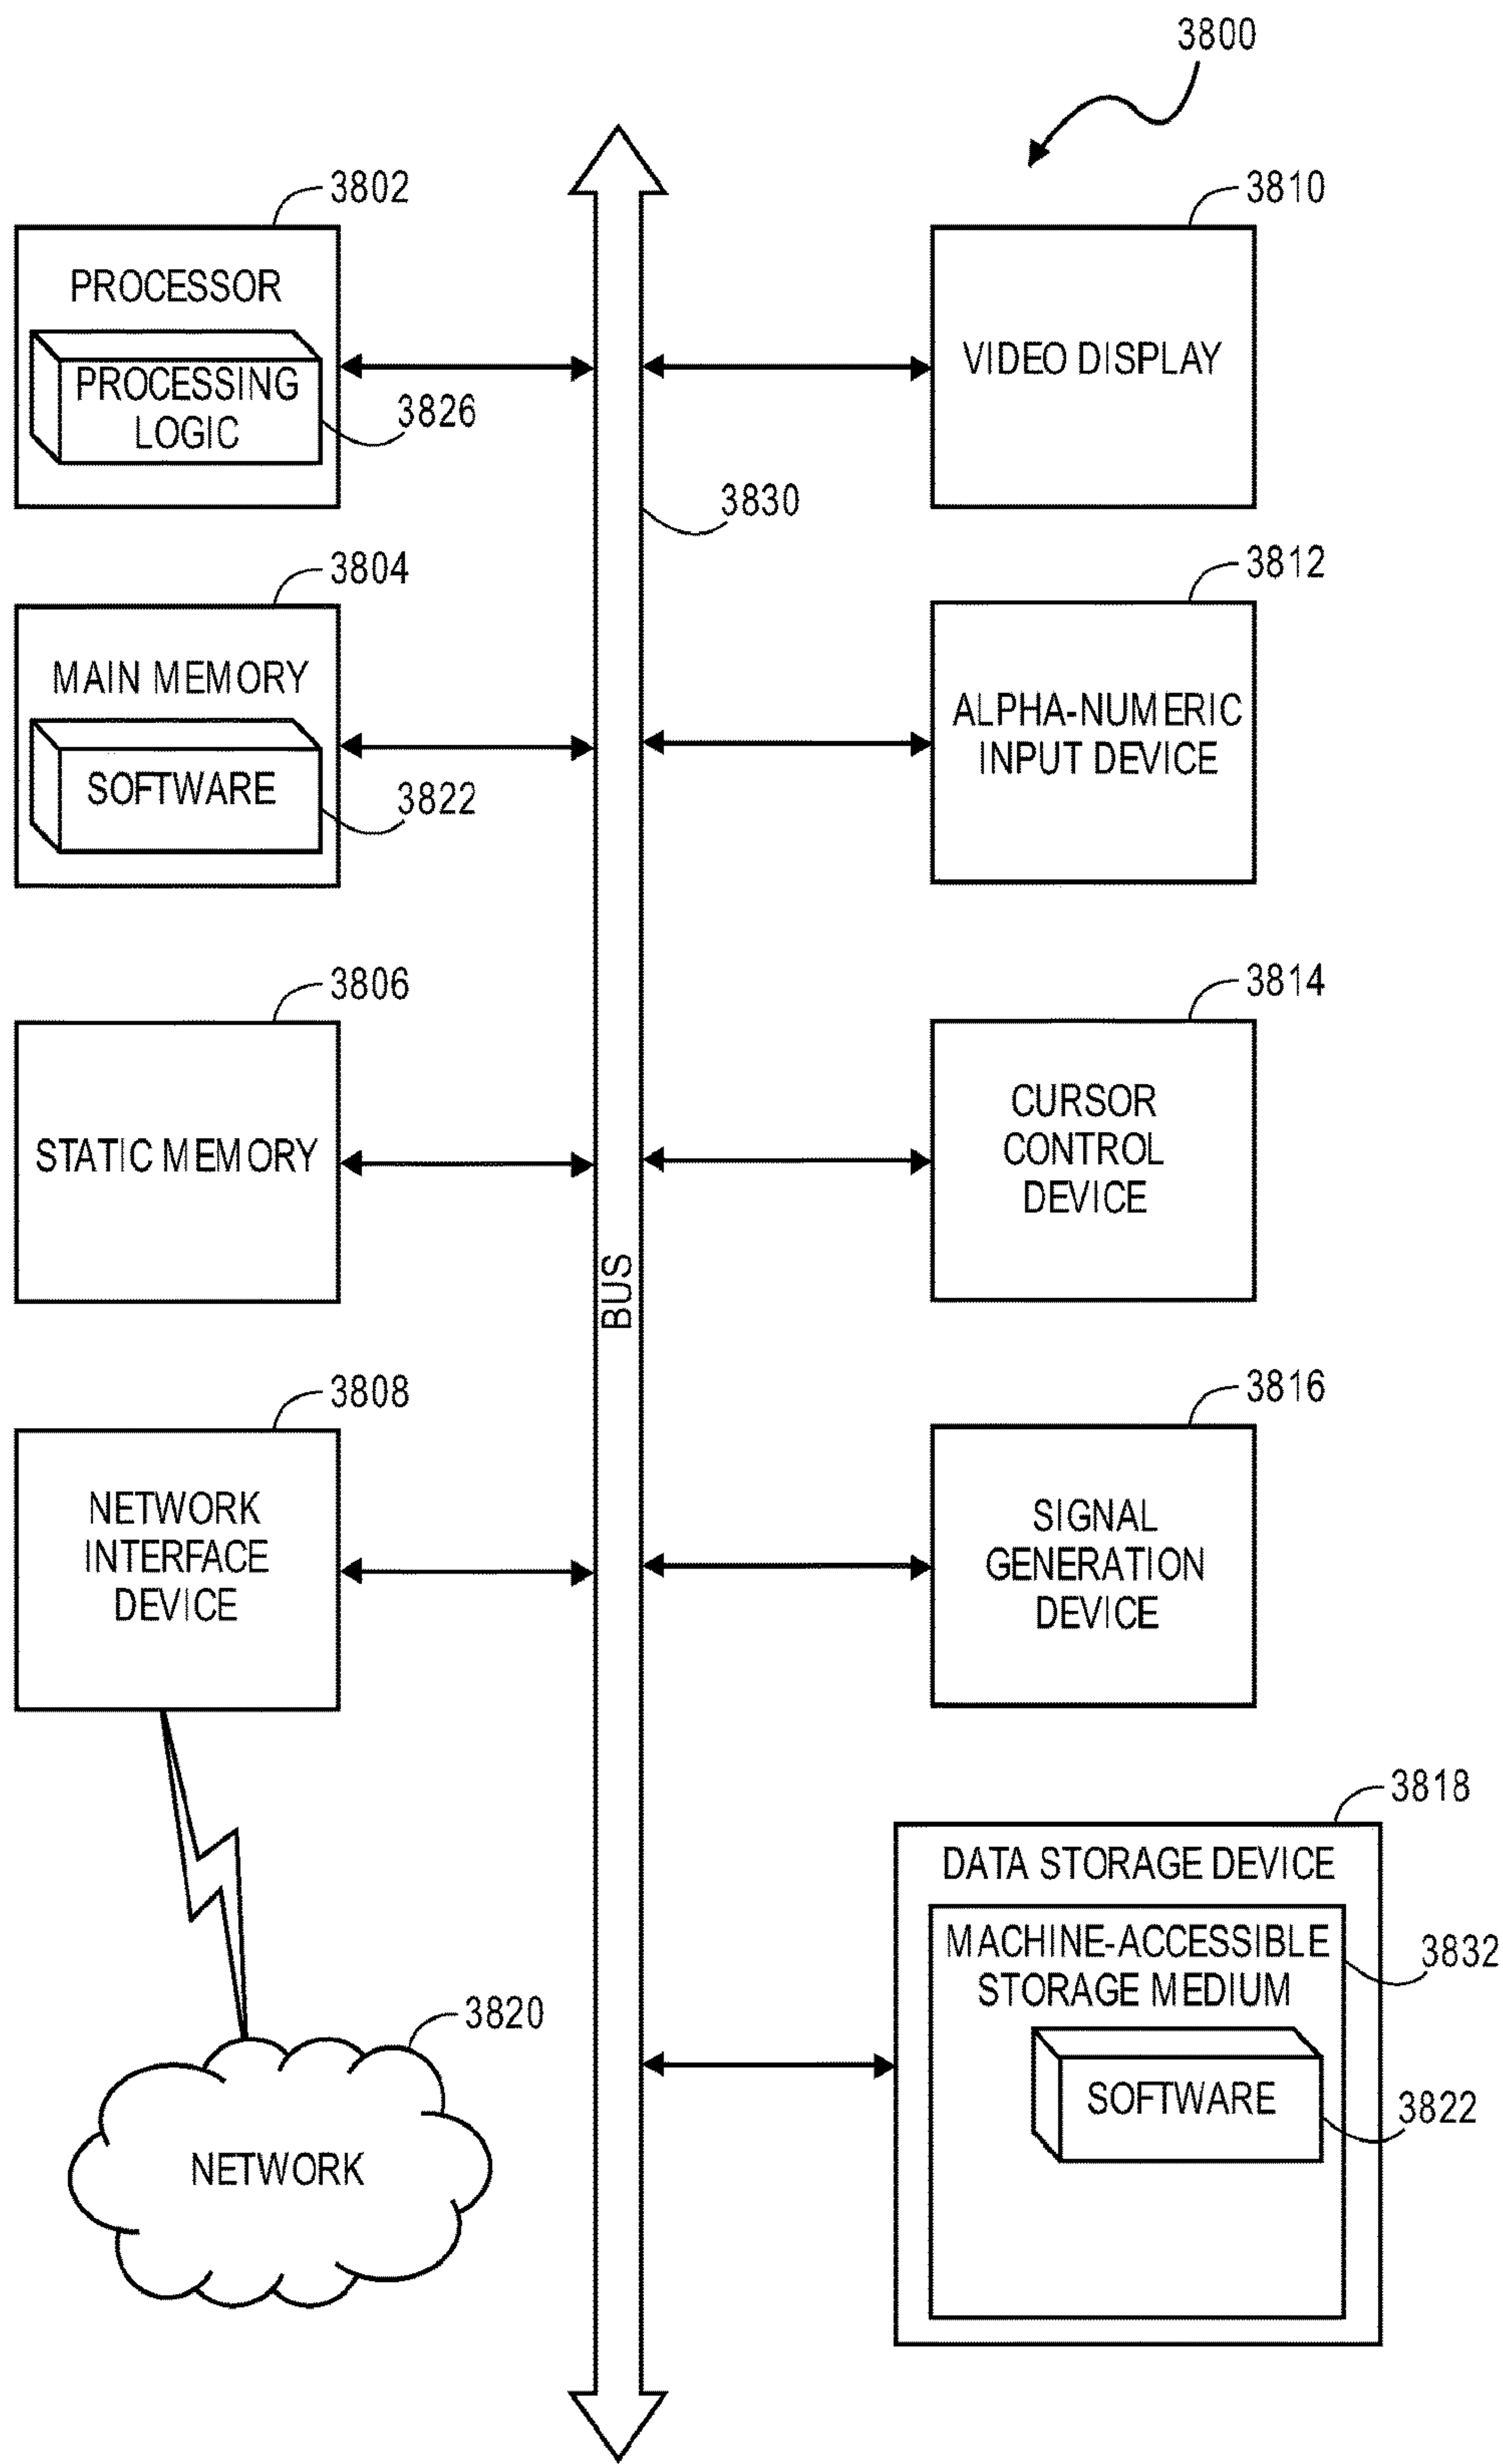 3800
3802
PROCESSOR
PROCESSING
LOGIC
3826
3810
VIDEO DISPLAY
3830
3804
MAIN MEMORY
SOFTWARE
3822
3812
ALPHA-NUMERIC
INPUT DEVICE
3806
STATIC MEMORY
3814
CURSOR
CONTROL
DEVICE
BUS
3808
NETWORK
INTERFACE
DEVICE
3816
SIGNAL
GENERATION
DEVICE
3820
NETWORK
3818
DATA STORAGE DEVICE
MACHINE-ACCESSIBLE
STORAGE MEDIUM
3832
SOFTWARE
3822